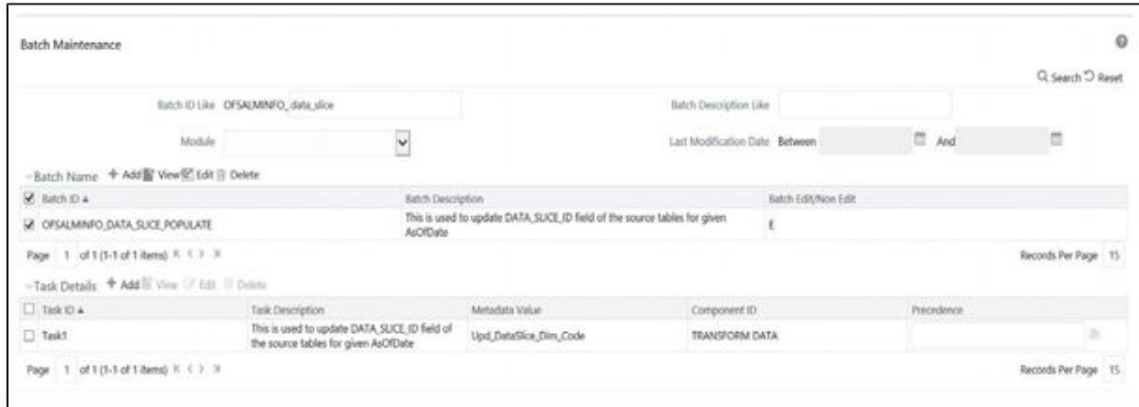 Batch Maintenance
Search Reset
Batch ID Like OFSALMINFO_ data_slice Batch Description Like
Module Last Modification Date Between And
Batch Name Add View Edit Delete
Batch ID Batch Description Batch Edit/Non Edit
OFSALMINFO_DATA_SLICE_POPULATE This is used to update DATA_SLICE_ID field of the source tables for given AsOfDate E
Page 1 of 1 (1-1 of 1 items) Records Per Page 15
Task Details Add View Edit Delete
Task ID Task Description Metadata Value Component ID Precedence
Task1 This is used to update DATA_SLICE_ID field of the source tables for given AsOfDate Upd_DataSlice_Dim_Code TRANSFORM DATA
Page 1 of 1 (1-1 of 1 items) Records Per Page 15